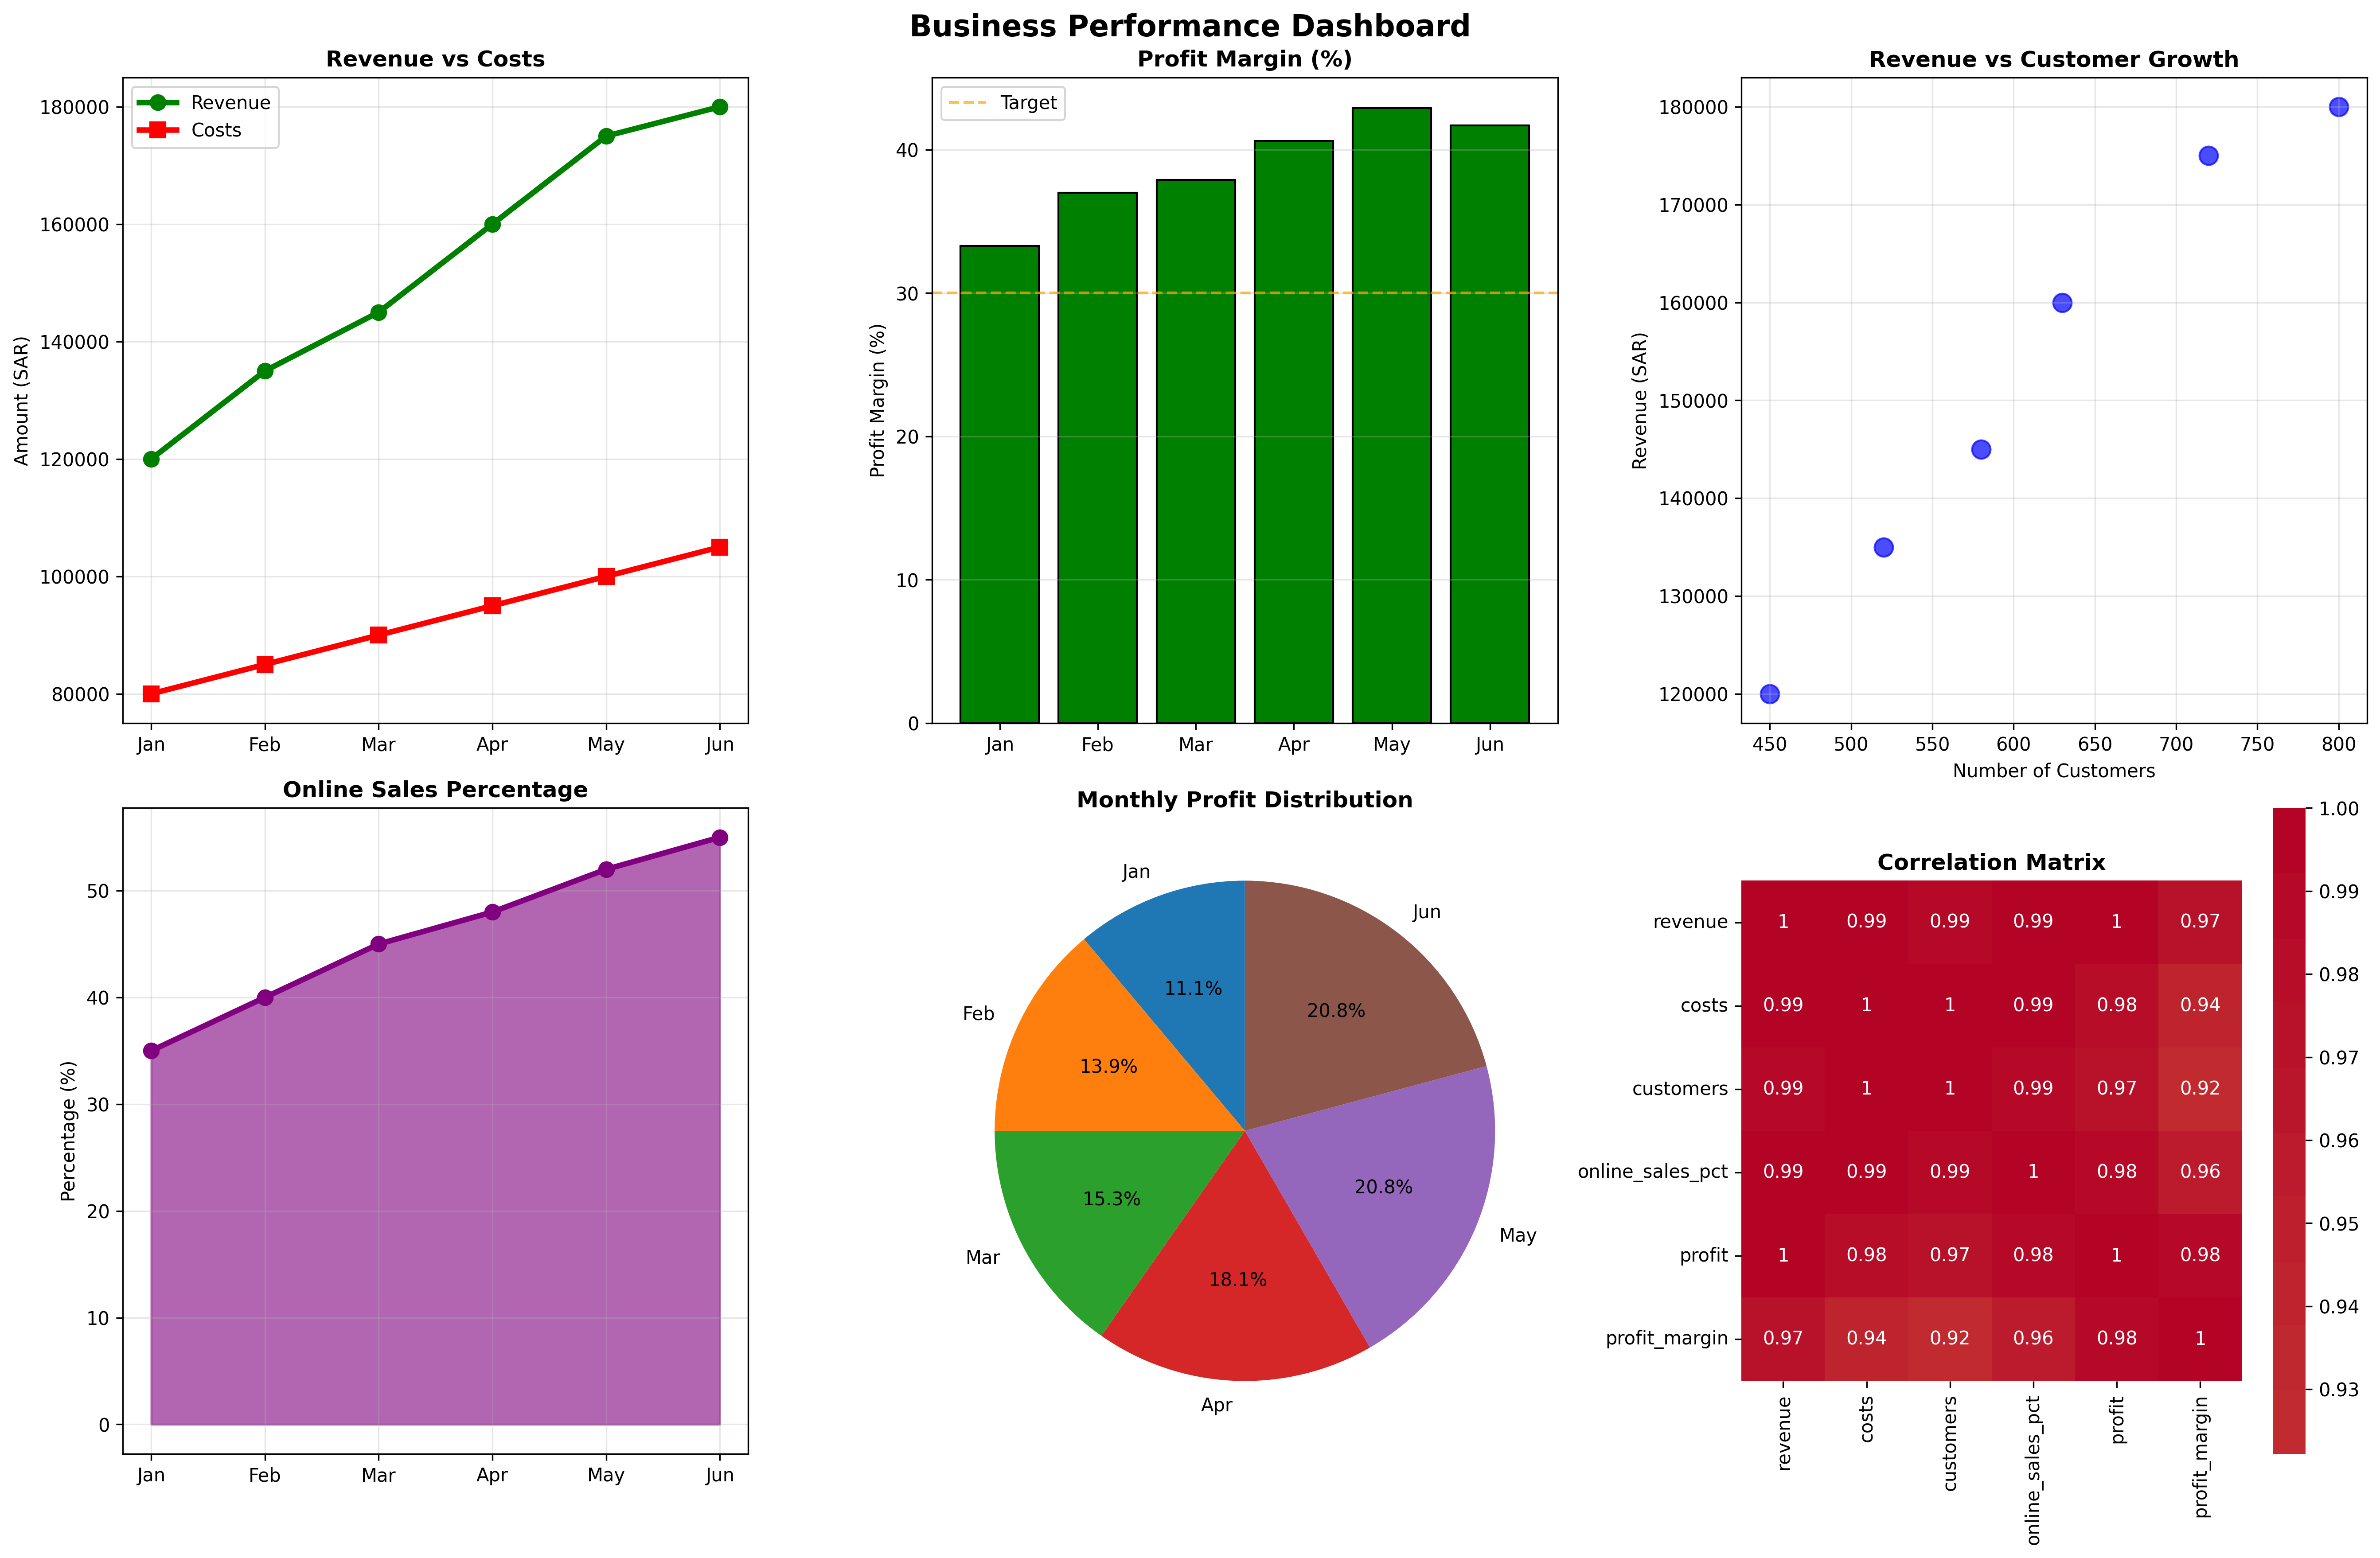 Business Performance Dashboard
Revenue vs Costs
Revenue
Costs
Amount (SAR)
180000
160000
140000
120000
100000
80000
Jan Feb Mar Apr May Jun
Profit Margin (%)
Target
Profit Margin (%)
40
30
20
10
0
Jan Feb Mar Apr May Jun
Revenue vs Customer Growth
Revenue (SAR)
180000
170000
160000
150000
140000
130000
120000
450 500 550 600 650 700 750 800
Number of Customers
Online Sales Percentage
Percentage (%)
50
40
30
20
10
0
Jan Feb Mar Apr May Jun
Monthly Profit Distribution
Jan
11.1%
Feb
13.9%
Mar
15.3%
Apr
18.1%
May
20.8%
Jun
20.8%
Correlation Matrix
revenue 1 0.99 0.99 0.99 1 0.97
costs 0.99 1 1 0.99 0.98 0.94
customers 0.99 1 1 0.99 0.97 0.92
online_sales_pct 0.99 0.99 0.99 1 0.98 0.96
profit 1 0.98 0.97 0.98 1 0.98
profit_margin 0.97 0.94 0.92 0.96 0.98 1
revenue costs customers online_sales_pct profit profit_margin
1.00
0.99
0.98
0.97
0.96
0.95
0.94
0.93